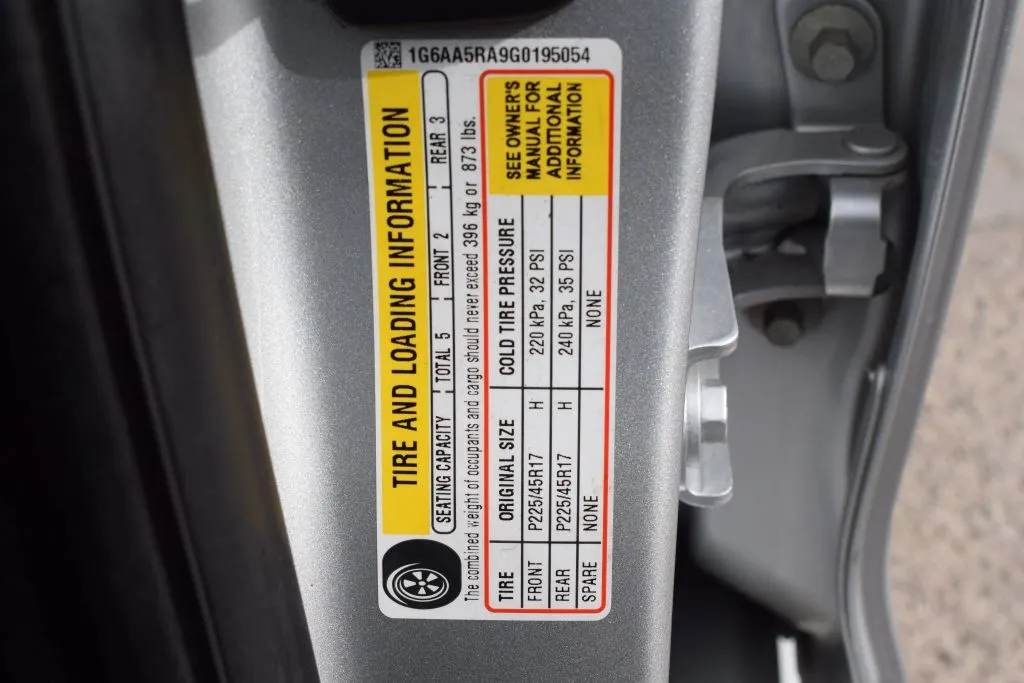 1G6AA5RA9G0195054
TIRE AND LOADING INFORMATION
SEATING CAPACITY TOTAL 5 FRONT 2 REAR 3
The combined weight of occupants and cargo should never exceed 396 kg or 873 lbs.
TIRE ORIGINAL SIZE COLD TIRE PRESSURE
FRONT P225/45R17 H 220 kPa, 32 PSI
REAR P225/45R17 H 240 kPa, 35 PSI
SPARE NONE NONE
SEE OWNER'S
MANUAL FOR
ADDITIONAL
INFORMATION